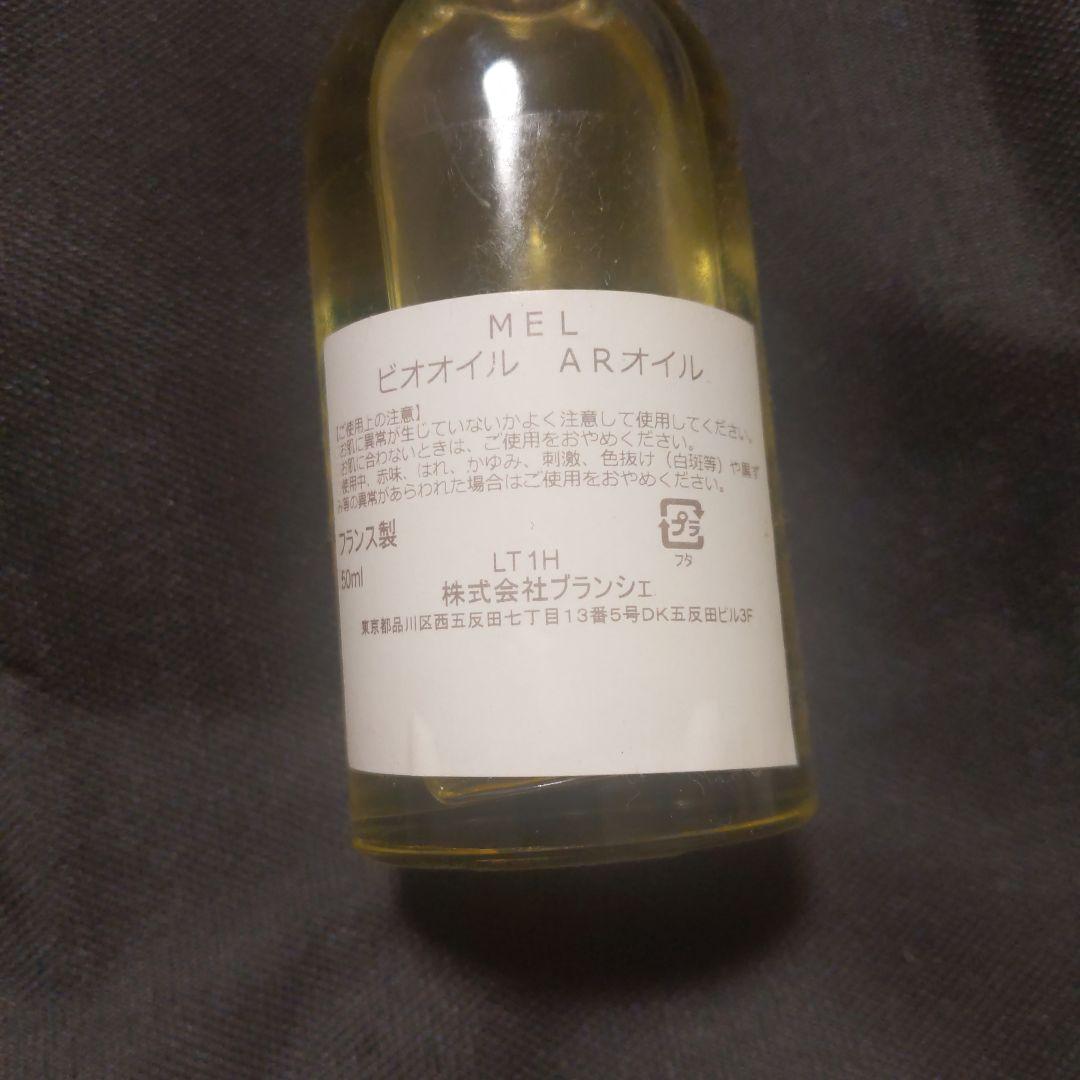 MEL
ビオオイル ARオイル
【ご使用上の注意】
お肌に異常が生じていないかよく注意して使用してください。
お肌に合わないときは、ご使用をおやめください。
使用中、赤味、はれ、かゆみ、刺激、色抜け(白斑等)や黒ず
み等の異常があらわれた場合はご使用をおやめください。
フランス製
プラ
フタ
50ml
LT1H
株式会社ブランシェ
東京都品川区西五反田七丁目13番5号DK五反田ビル3F